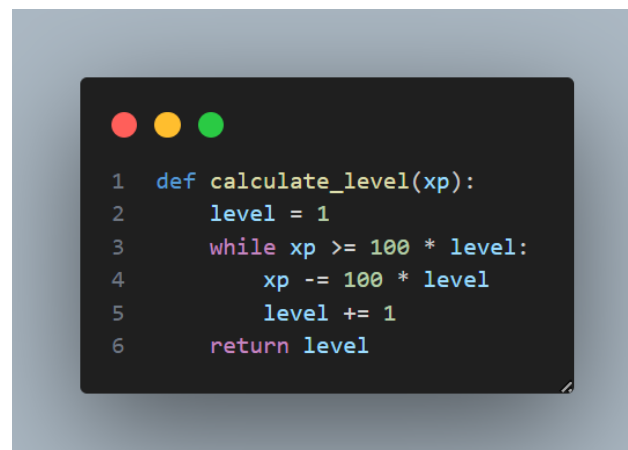 1 def calculate_level(xp):
2     level = 1
3     while xp >= 100 * level:
4         xp -= 100 * level
5         level += 1
6     return level